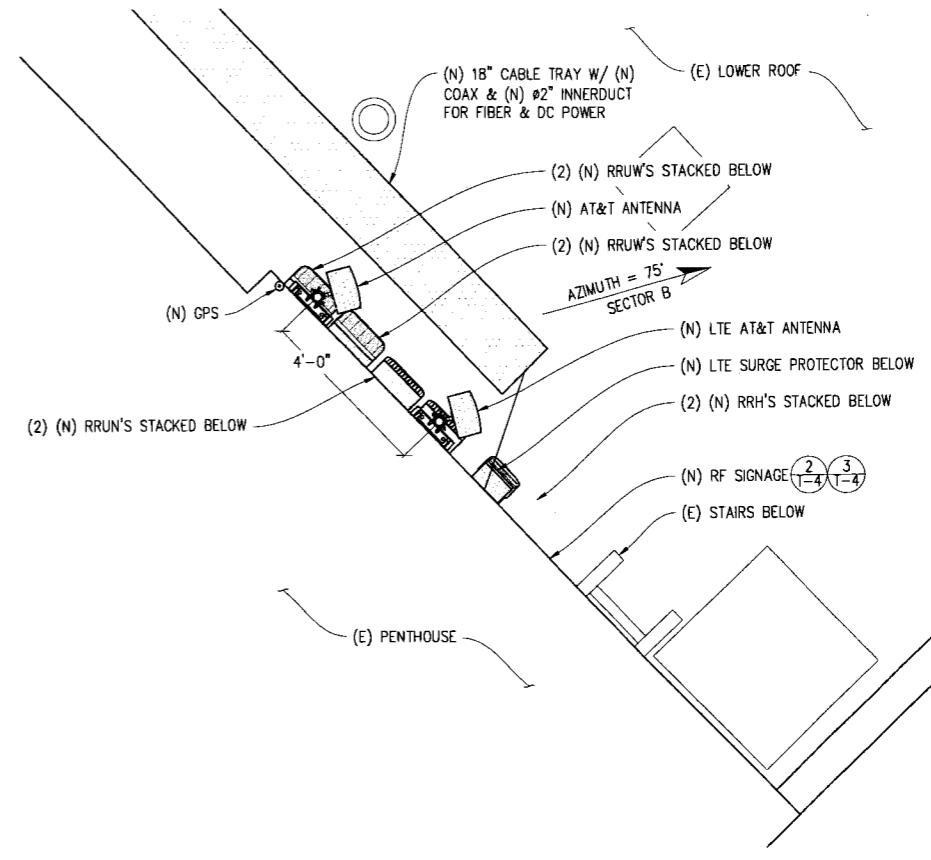 (N) 18" CABLE TRAY W/ (N)
COAX & (N) ø2" INNERDUCT
FOR FIBER & DC POWER
(E) LOWER ROOF
(2) (N) RRUW'S STACKED BELOW
(N) AT&T ANTENNA
(2) (N) RRUW'S STACKED BELOW
AZIMUTH = 75°
SECTOR B
(N) GPS
4'-0"
(N) LTE AT&T ANTENNA
(N) LTE SURGE PROTECTOR BELOW
(2) (N) RRH'S STACKED BELOW
(2) (N) RRUN'S STACKED BELOW
(N) RF SIGNAGE 2 3
T-4 T-4
(E) STAIRS BELOW
(E) PENTHOUSE